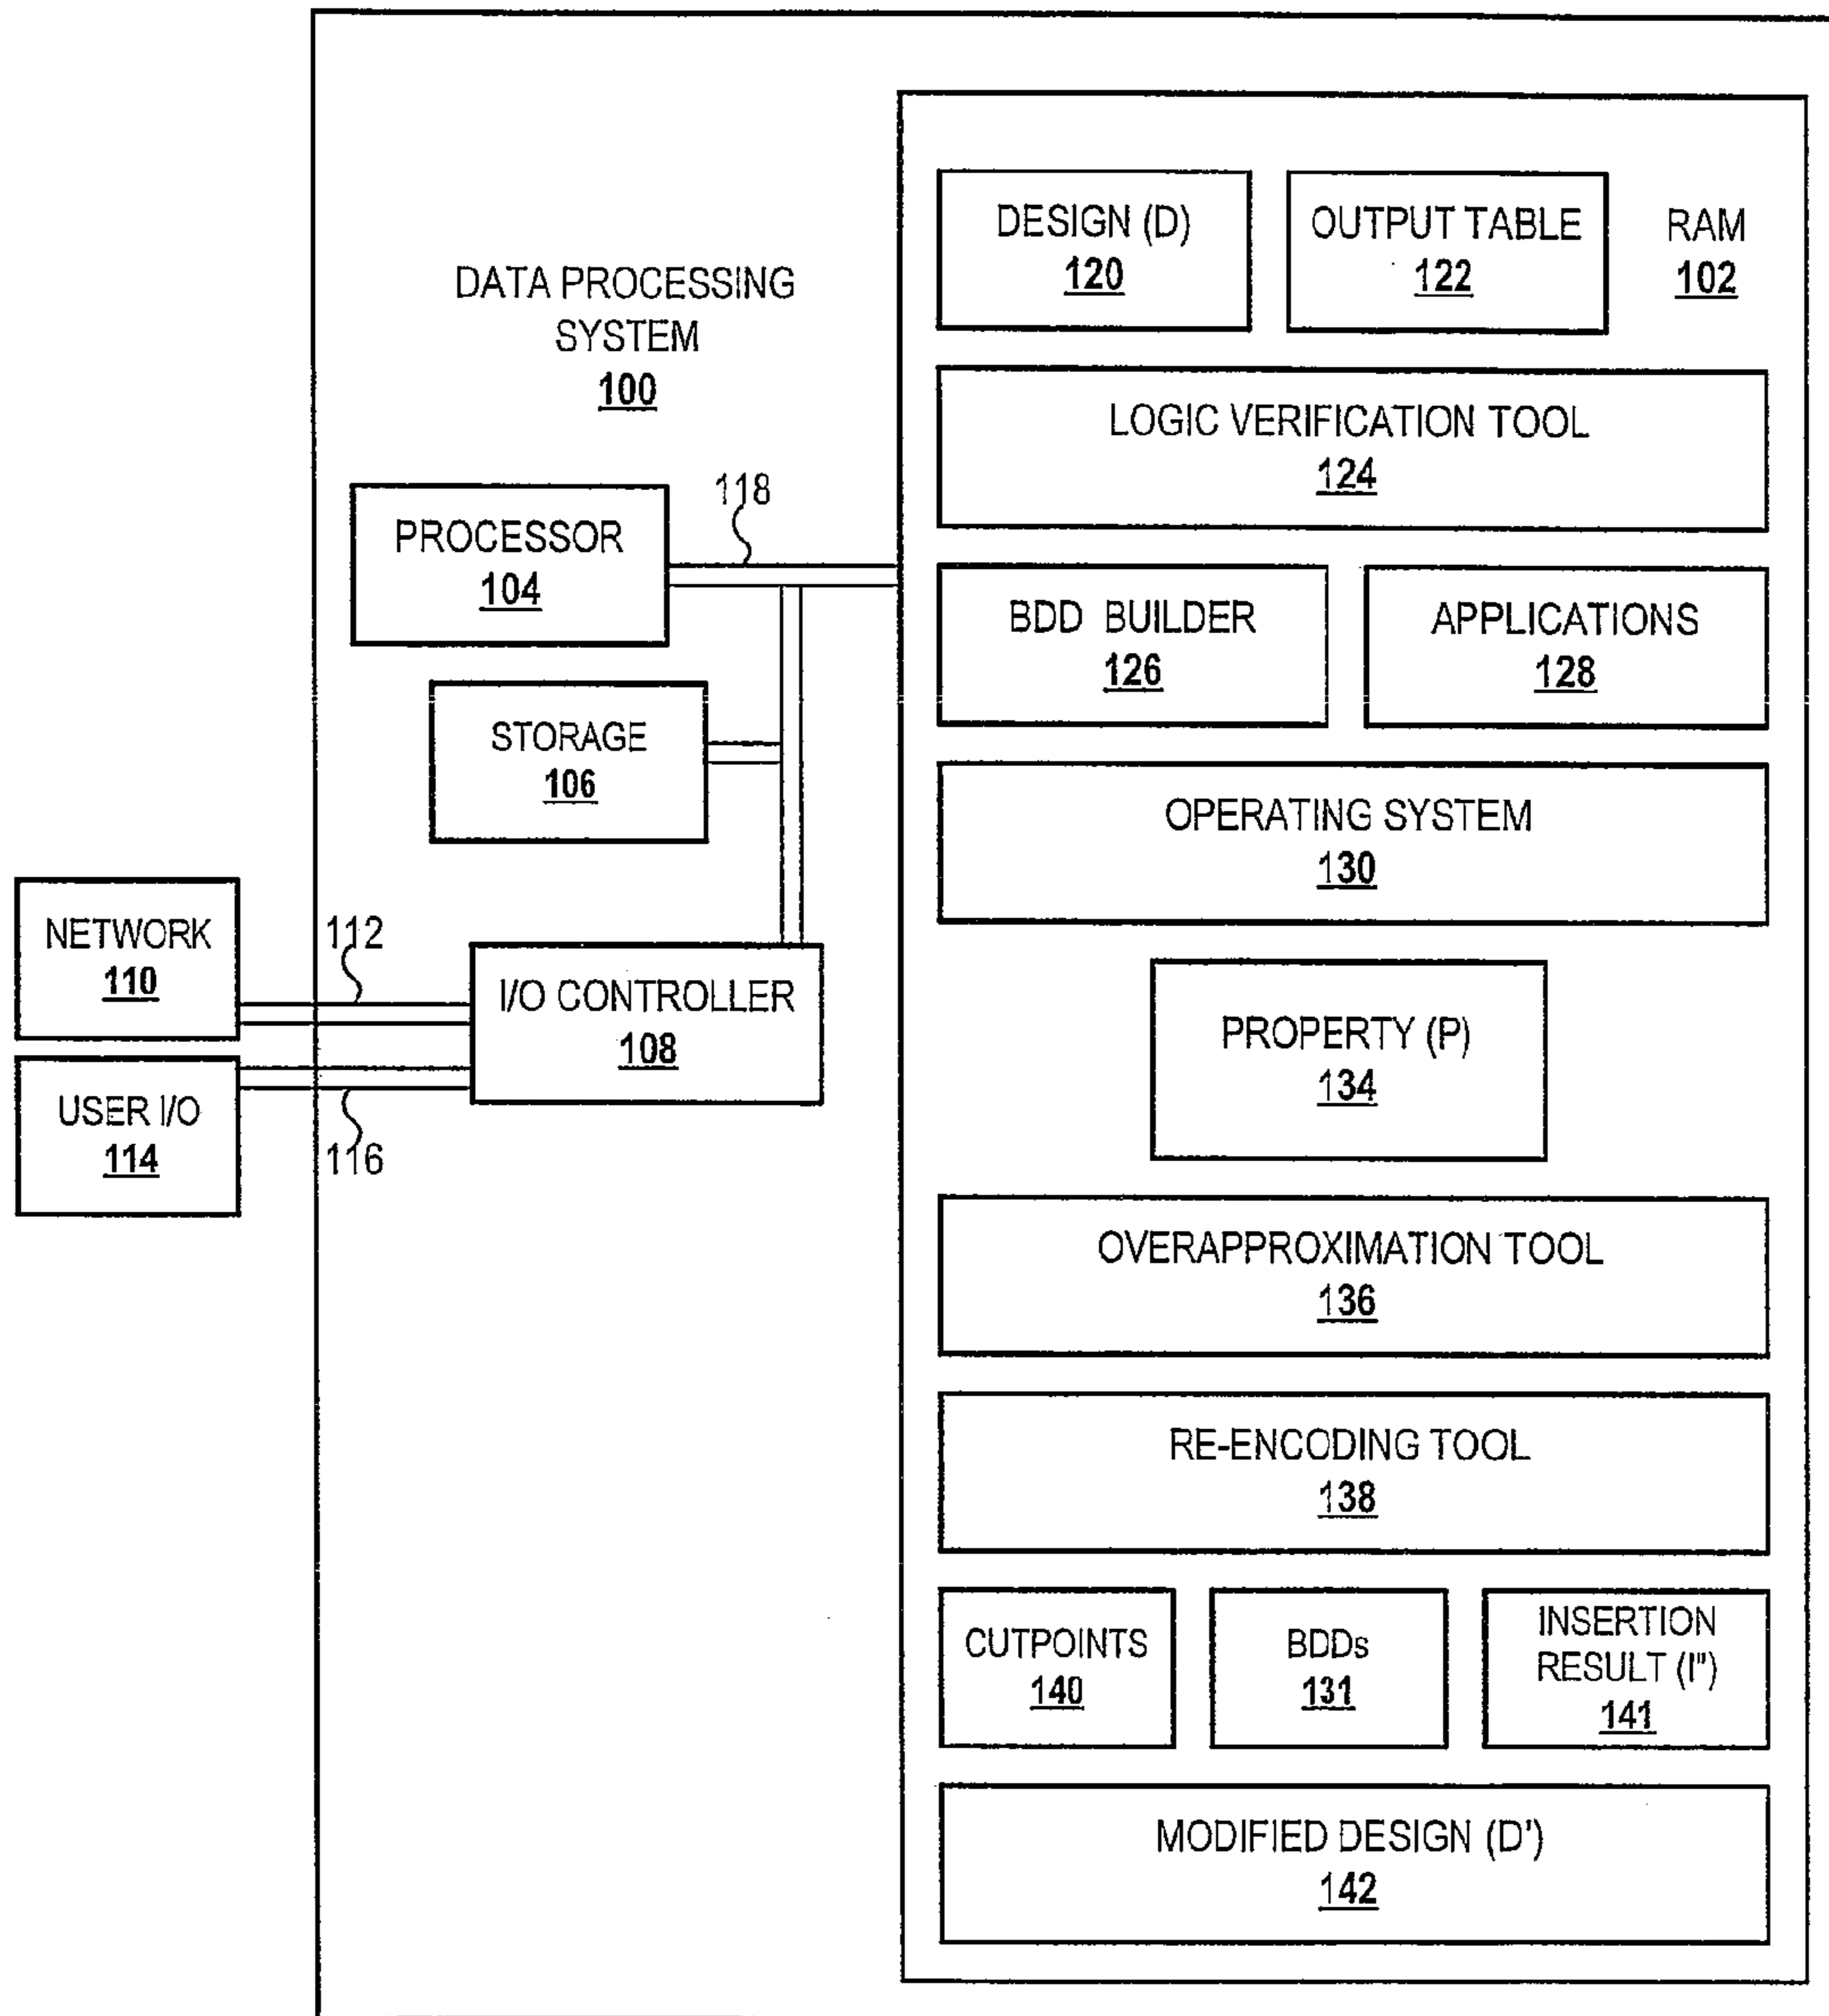 DESIGN (D)
120
OUTPUT TABLE
122
RAM
102
DATA PROCESSING
SYSTEM
100
LOGIC VERIFICATION TOOL
124
118
PROCESSOR
104
BDD BUILDER
126
APPLICATIONS
128
STORAGE
106
OPERATING SYSTEM
130
NETWORK
110
112
I/O CONTROLLER
108
PROPERTY (P)
134
USER I/O
114
116
OVERAPPROXIMATION TOOL
136
RE-ENCODING TOOL
138
CUTPOINTS
140
BDDs
131
INSERTION
RESULT (I")
141
MODIFIED DESIGN (D')
142